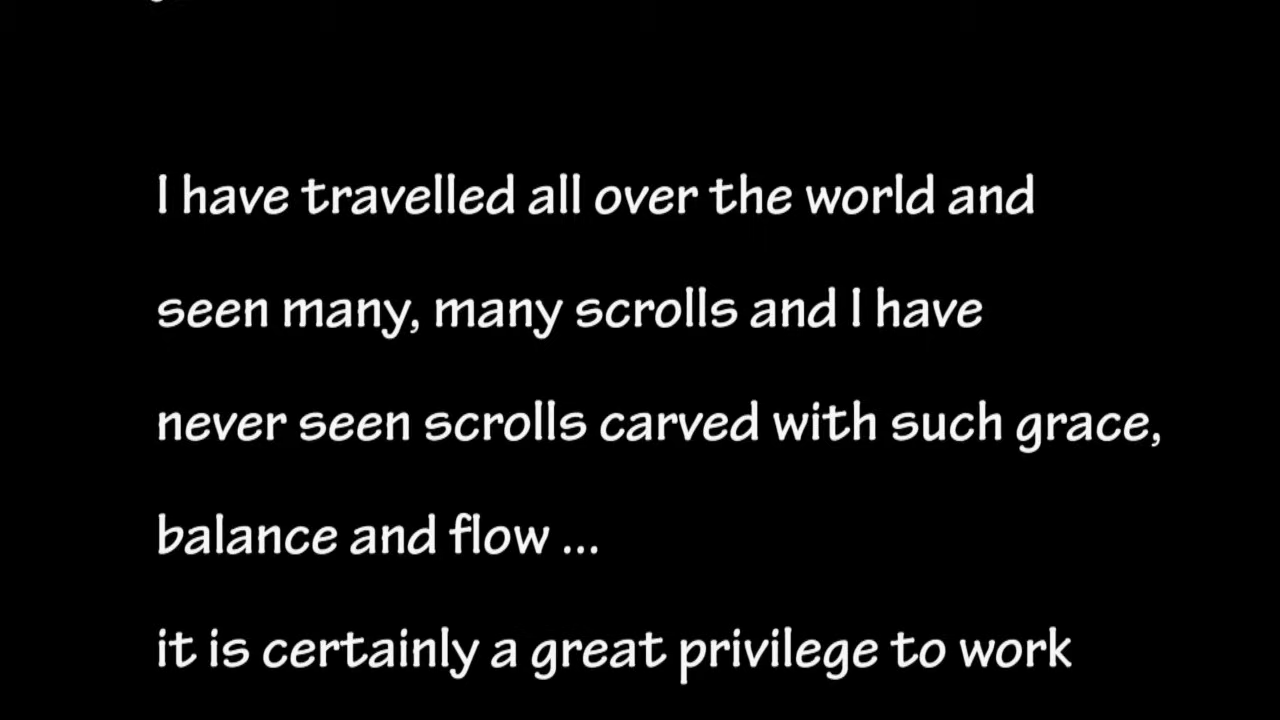 I have travelled all over the world and
seen many, many scrolls and I have
never seen scrolls carved with such grace,
balance and flow ...
it is certainly a great privilege to work